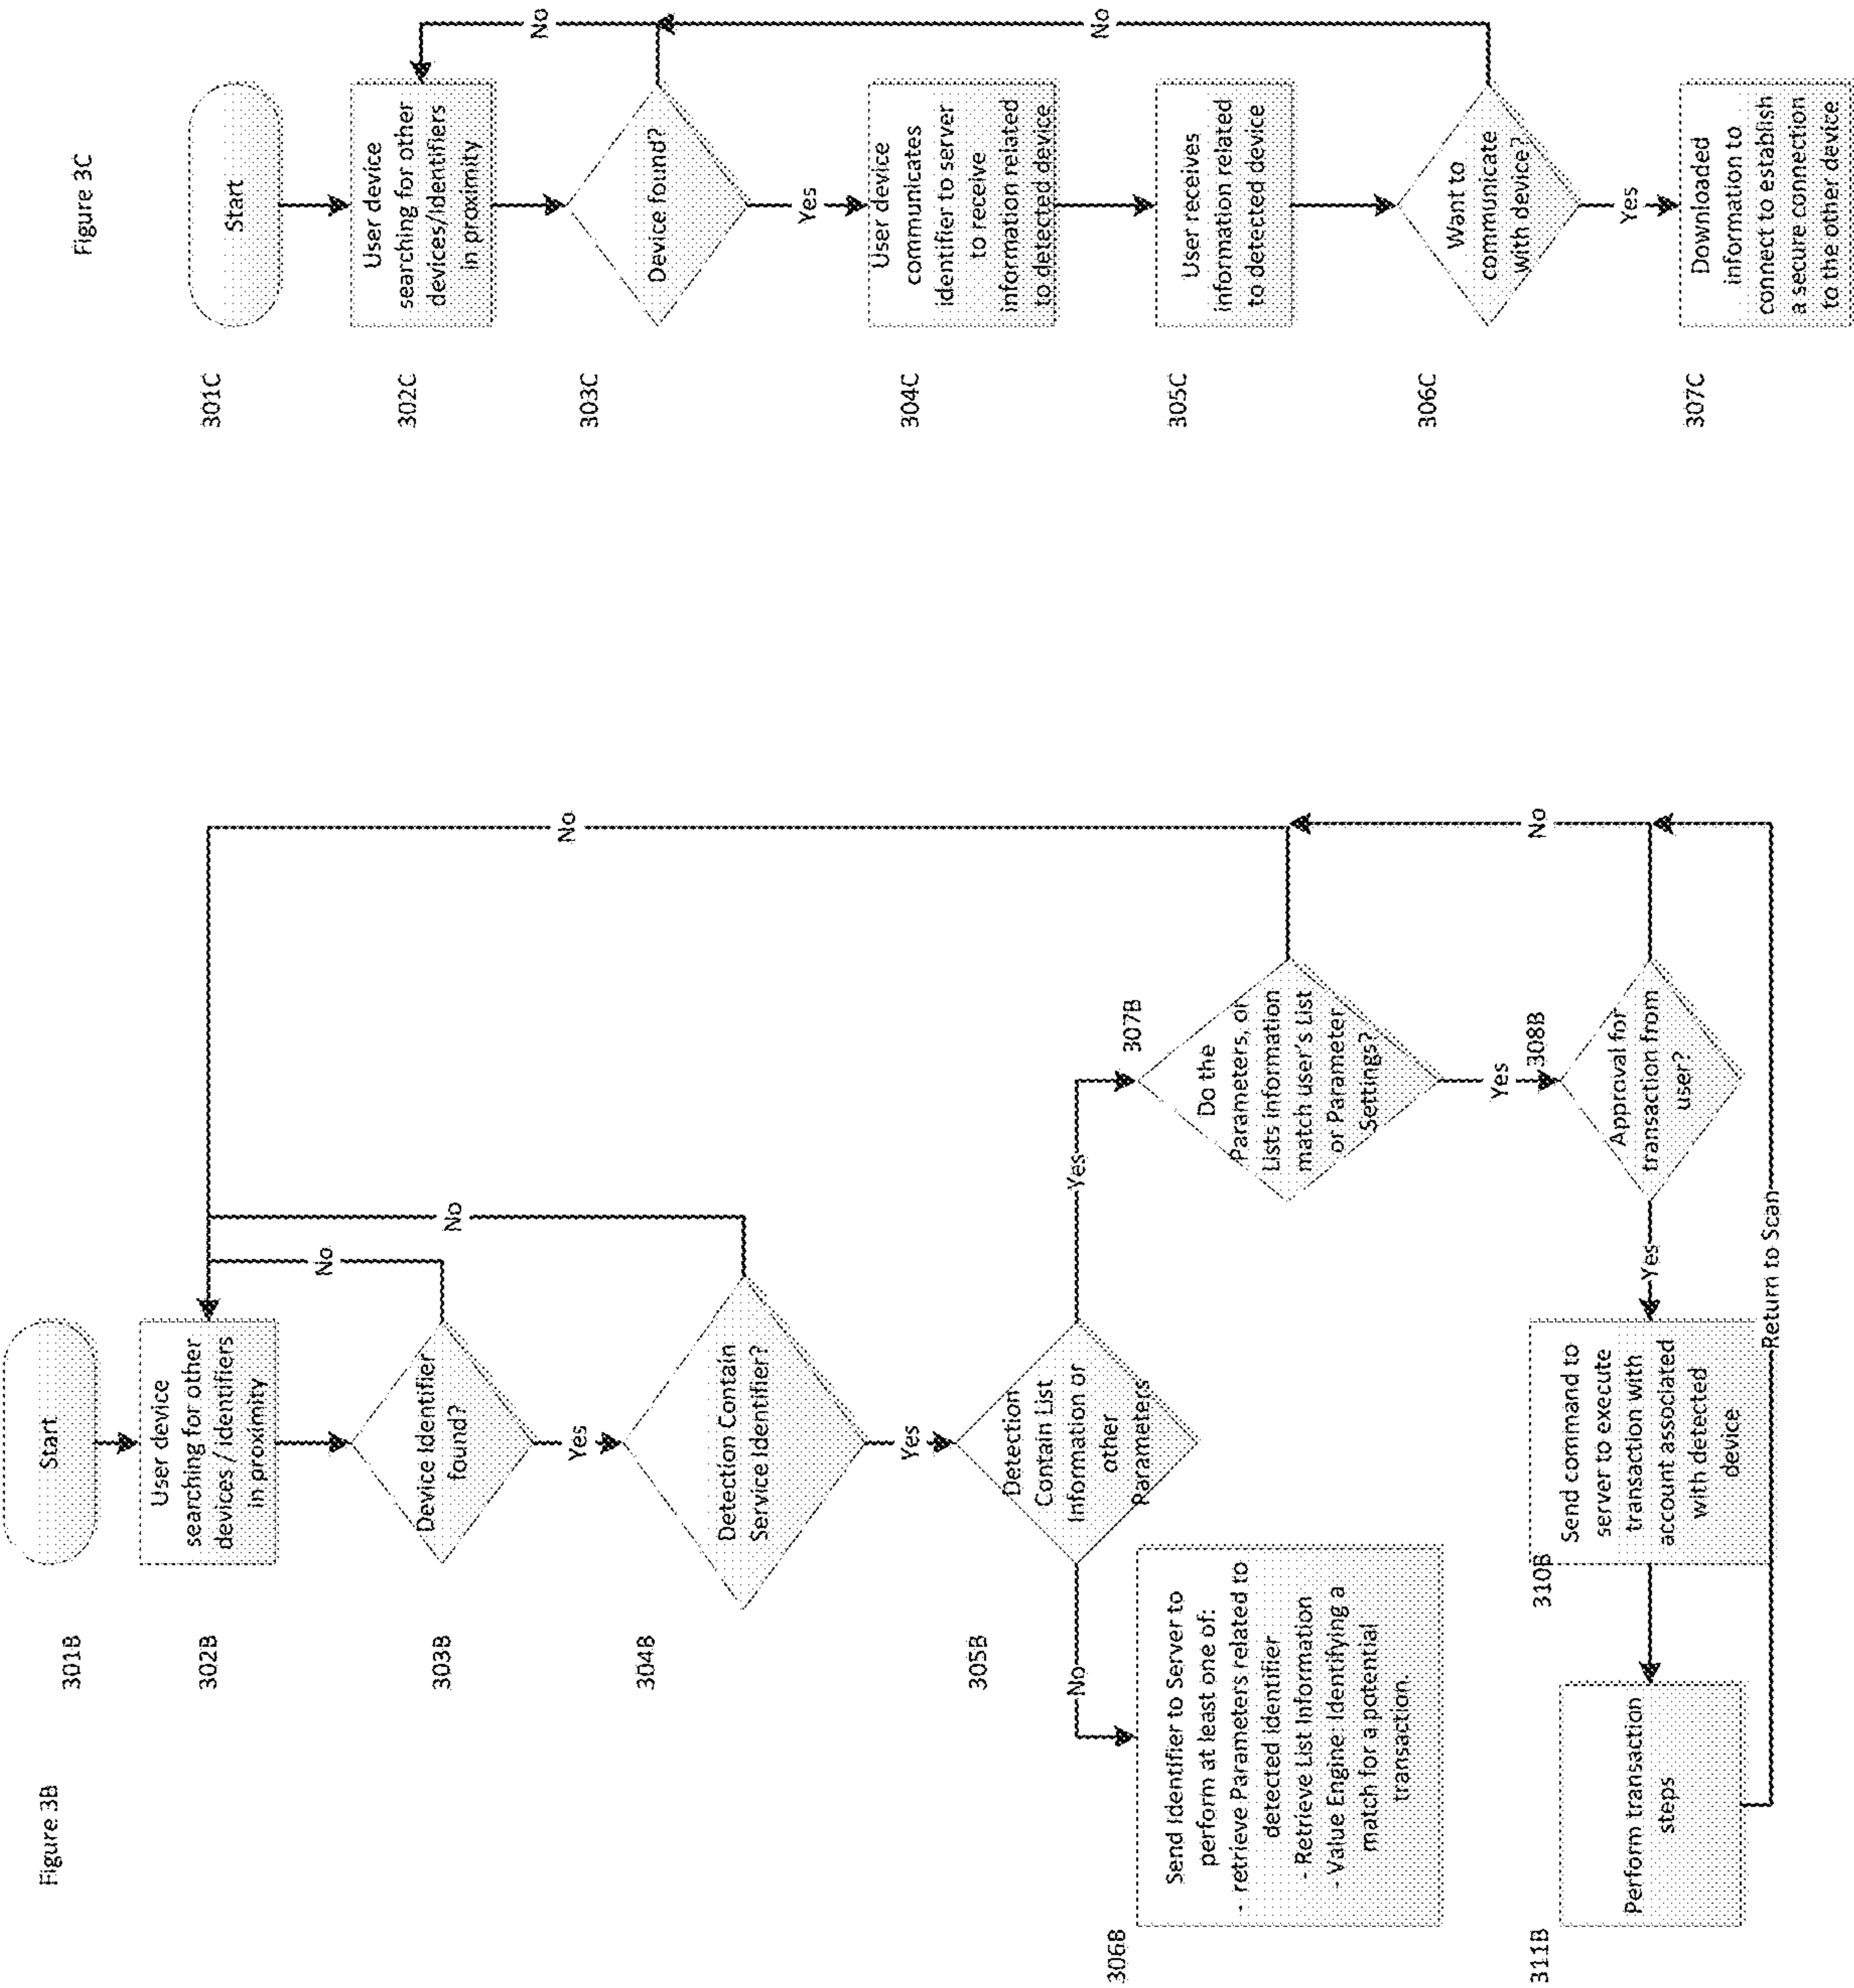 Figure 3B
301B
Start
302B
User device
searching for other
devices / identifiers
in proximity
303B
Device Identifier
found?
No
Yes
304B
Detection Contain
Service Identifier?
No
Yes
305B
Detection
Contain List
Information or
other
Parameters
No
Yes
306B
Send Identifier to Server to
perform at least one of:
- retrieve Parameters related to
detected identifier
- Retrieve List Information
- Value Engine: Identifying a
match for a potential
transaction.
307B
Do the
Parameters, or
Lists information
match user's List
or Parameter
Settings?
No
Yes
308B
Approval for
transaction from
user?
No
Yes
310B
Send command to
server to execute
transaction with
account associated
with detected
device
311B
Perform transaction
steps
Return to Scan
Figure 3C
301C
Start
302C
User device
searching for other
devices/identifiers
in proximity
303C
Device found?
No
Yes
304C
User device
communicates
identifier to server
to receive
information related
to detected device
305C
User receives
information related
to detected device
306C
Want to
communicate
with device?
No
Yes
307C
Downloaded
information to
connect to establish
a secure connection
to the other device